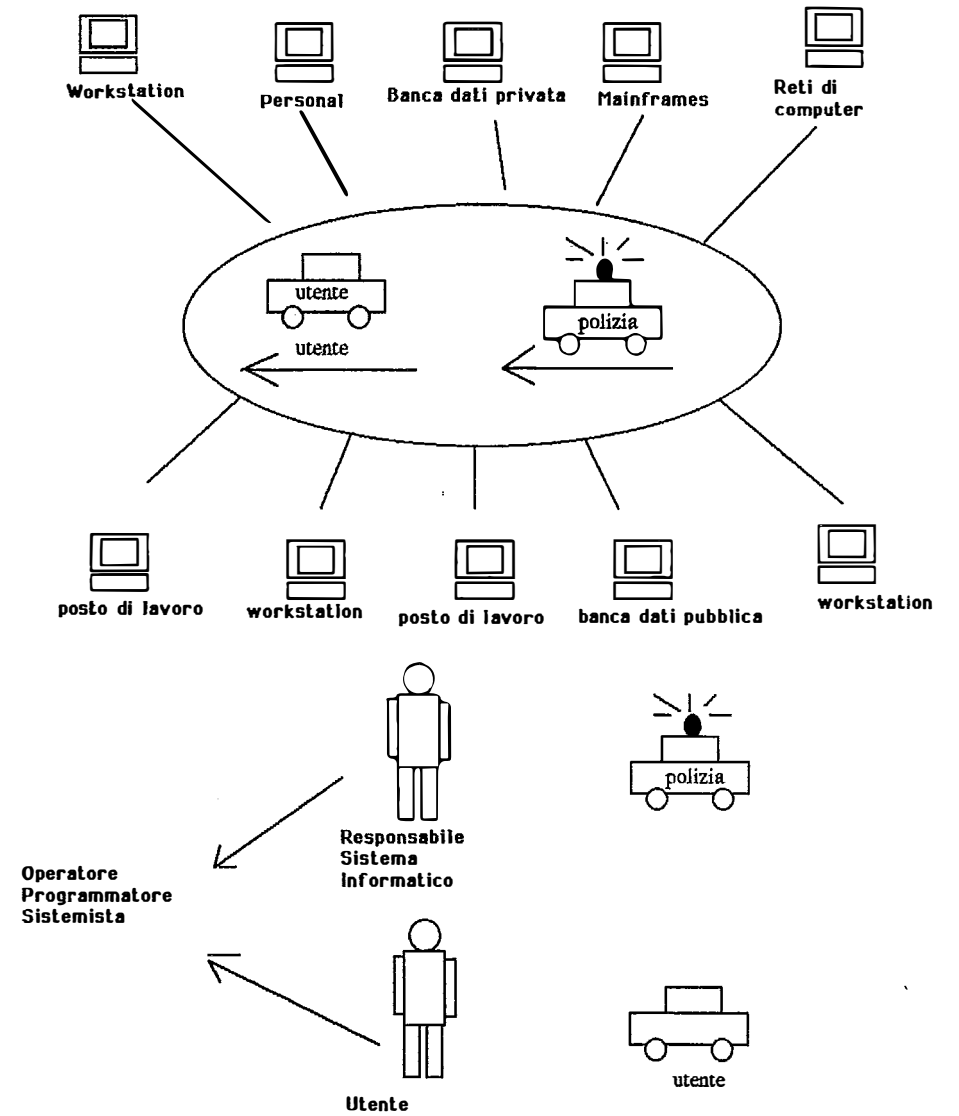 Workstation
Personal
Banca dati privata
Mainframes
Reti di
computer
utente
polizia
utente
posto di lavoro
workstation
posto di lavoro
banca dati pubblica
workstation
polizia
Responsabile
Sistema
Informatico
Operatore
Programmatore
Sistemista
utente
Utente